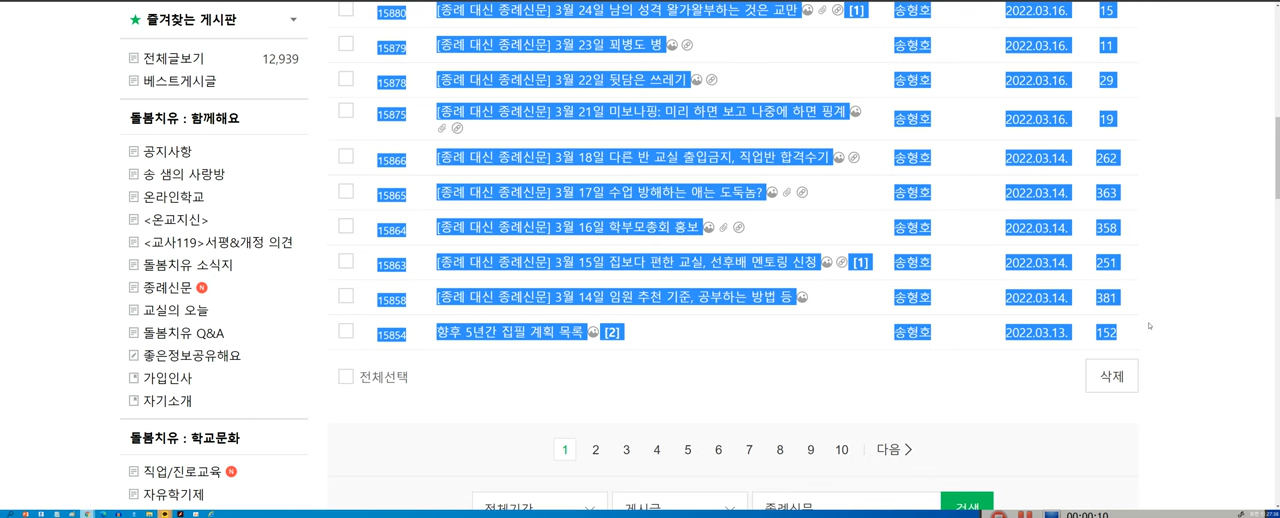 ★ 즐겨찾는 게시판
전체글보기 12,939
베스트게시글
돌봄치유 : 함께해요
공지사항
송 샘의 사랑방
온라인학교
<온교지신>
<교사119>서평&개정 의견
돌봄치유 소식지
종례신문 N
교실의 오늘
돌봄치유 Q&A
좋은정보공유해요
가입인사
자기소개
돌봄치유 : 학교문화
직업/진로교육 N
자유학기제
15880 [종례 대신 종례신문] 3월 24일 남의 성격 왈가왈부하는 것은 교만 [1] 송형호 2022.03.16. 15
15879 [종례 대신 종례신문] 3월 23일 꾀병도 병 송형호 2022.03.16. 11
15878 [종례 대신 종례신문] 3월 22일 뒷담은 쓰레기 송형호 2022.03.16. 29
15875 [종례 대신 종례신문] 3월 21일 미보나핑: 미리 하면 보고 나중에 하면 핑계 송형호 2022.03.16. 19
15866 [종례 대신 종례신문] 3월 18일 다른 반 교실 출입금지, 직업반 합격수기 송형호 2022.03.14. 262
15865 [종례 대신 종례신문] 3월 17일 수업 방해하는 애는 도둑놈? 송형호 2022.03.14. 363
15864 [종례 대신 종례신문] 3월 16일 학부모총회 홍보 송형호 2022.03.14. 358
15863 [종례 대신 종례신문] 3월 15일 집보다 편한 교실, 선후배 멘토링 신청 [1] 송형호 2022.03.14. 251
15858 [종례 대신 종례신문] 3월 14일 임원 추천 기준, 공부하는 방법 등 송형호 2022.03.14. 381
15854 향후 5년간 집필 계획 목록 [2] 송형호 2022.03.13. 152
전체선택 삭제
1 2 3 4 5 6 7 8 9 10 다음 >
전체기간 게시글 종례신문 검색
00:00:10